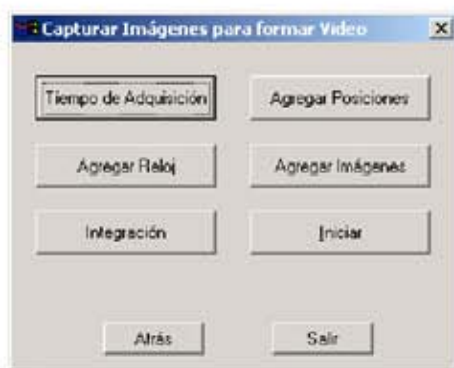 Capturar Imágenes para formar Video
Tiempo de Adquisición
Agregar Posiciones
Agregar Reloj
Agregar Imágenes
Integración
Iniciar
Atrás
Salir